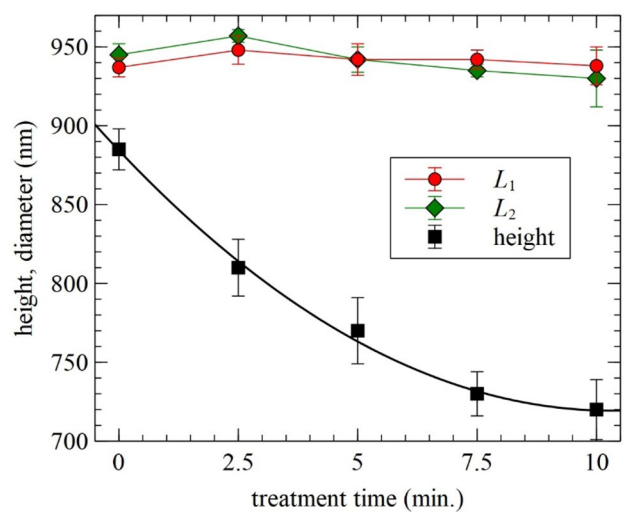 950
900
850
800
750
700
height, diameter (nm)
L1
L2
height
0 2.5 5 7.5 10
treatment time (min.)